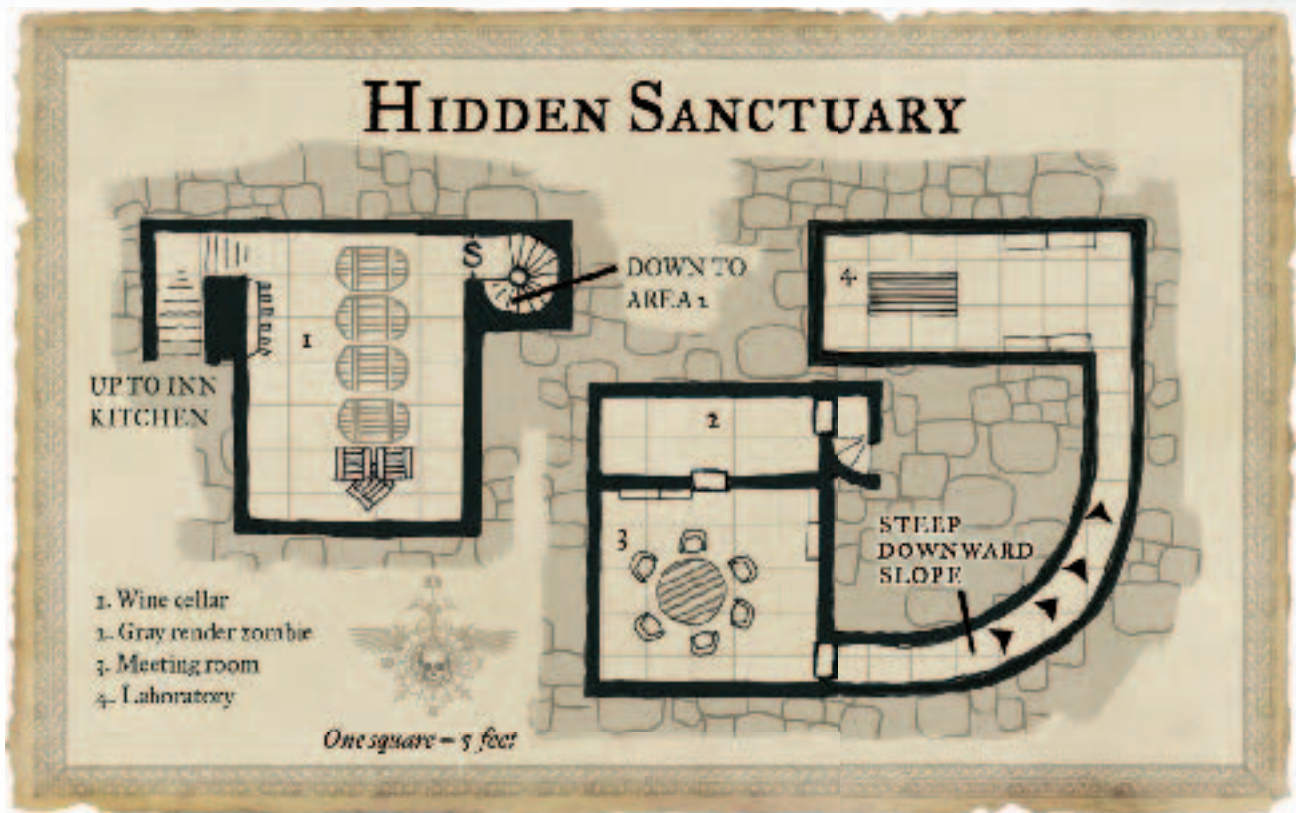 HIDDEN SANCTUARY
S
DOWN TO
AREA 2
4
1
UP TO INN
KITCHEN
2
3
STEEP
DOWNWARD
SLOPE
1. Wine cellar
2. Gray render zombie
3. Meeting room
4. Laboratory
One square = 5 feet